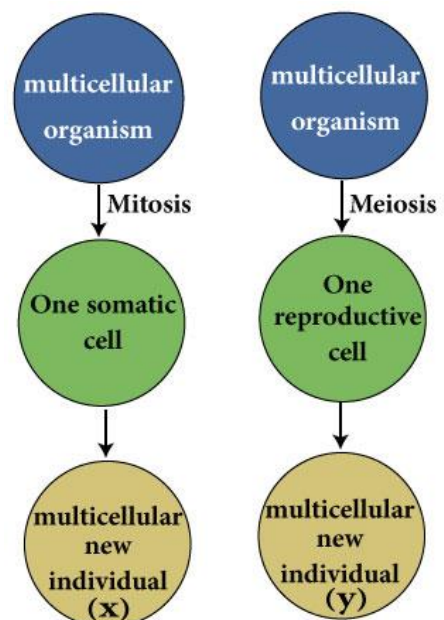 multicellular
organism
Mitosis
One somatic
cell
multicellular
new
individual
(x)
multicellular
organism
Meiosis
One
reproductive
cell
multicellular
new
individual
(y)